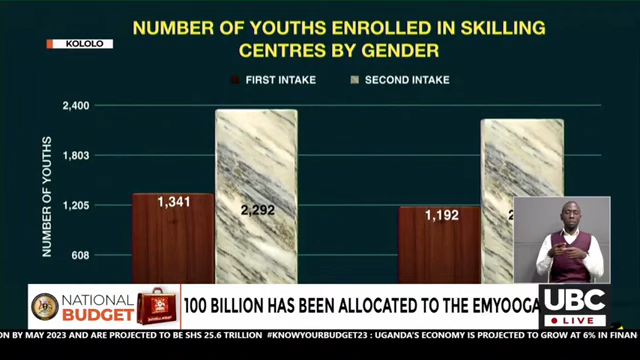 NUMBER OF YOUTHS ENROLLED IN SKILLING
CENTRES BY GENDER
KOLOLO
FIRST INTAKE
SECOND INTAKE
NUMBER OF YOUTHS
2,400
1,803
1,205
608
1,341
2,292
1,192
NATIONAL
BUDGET
100 BILLION HAS BEEN ALLOCATED TO THE EMYOOGA
UBC
LIVE
ON BY MAY 2023 AND ARE PROJECTED TO BE SHS 25.6 TRILLION #KNOWYOURBUDGET23 : UGANDA'S ECONOMY IS PROJECTED TO GROW AT 6% IN FINAN